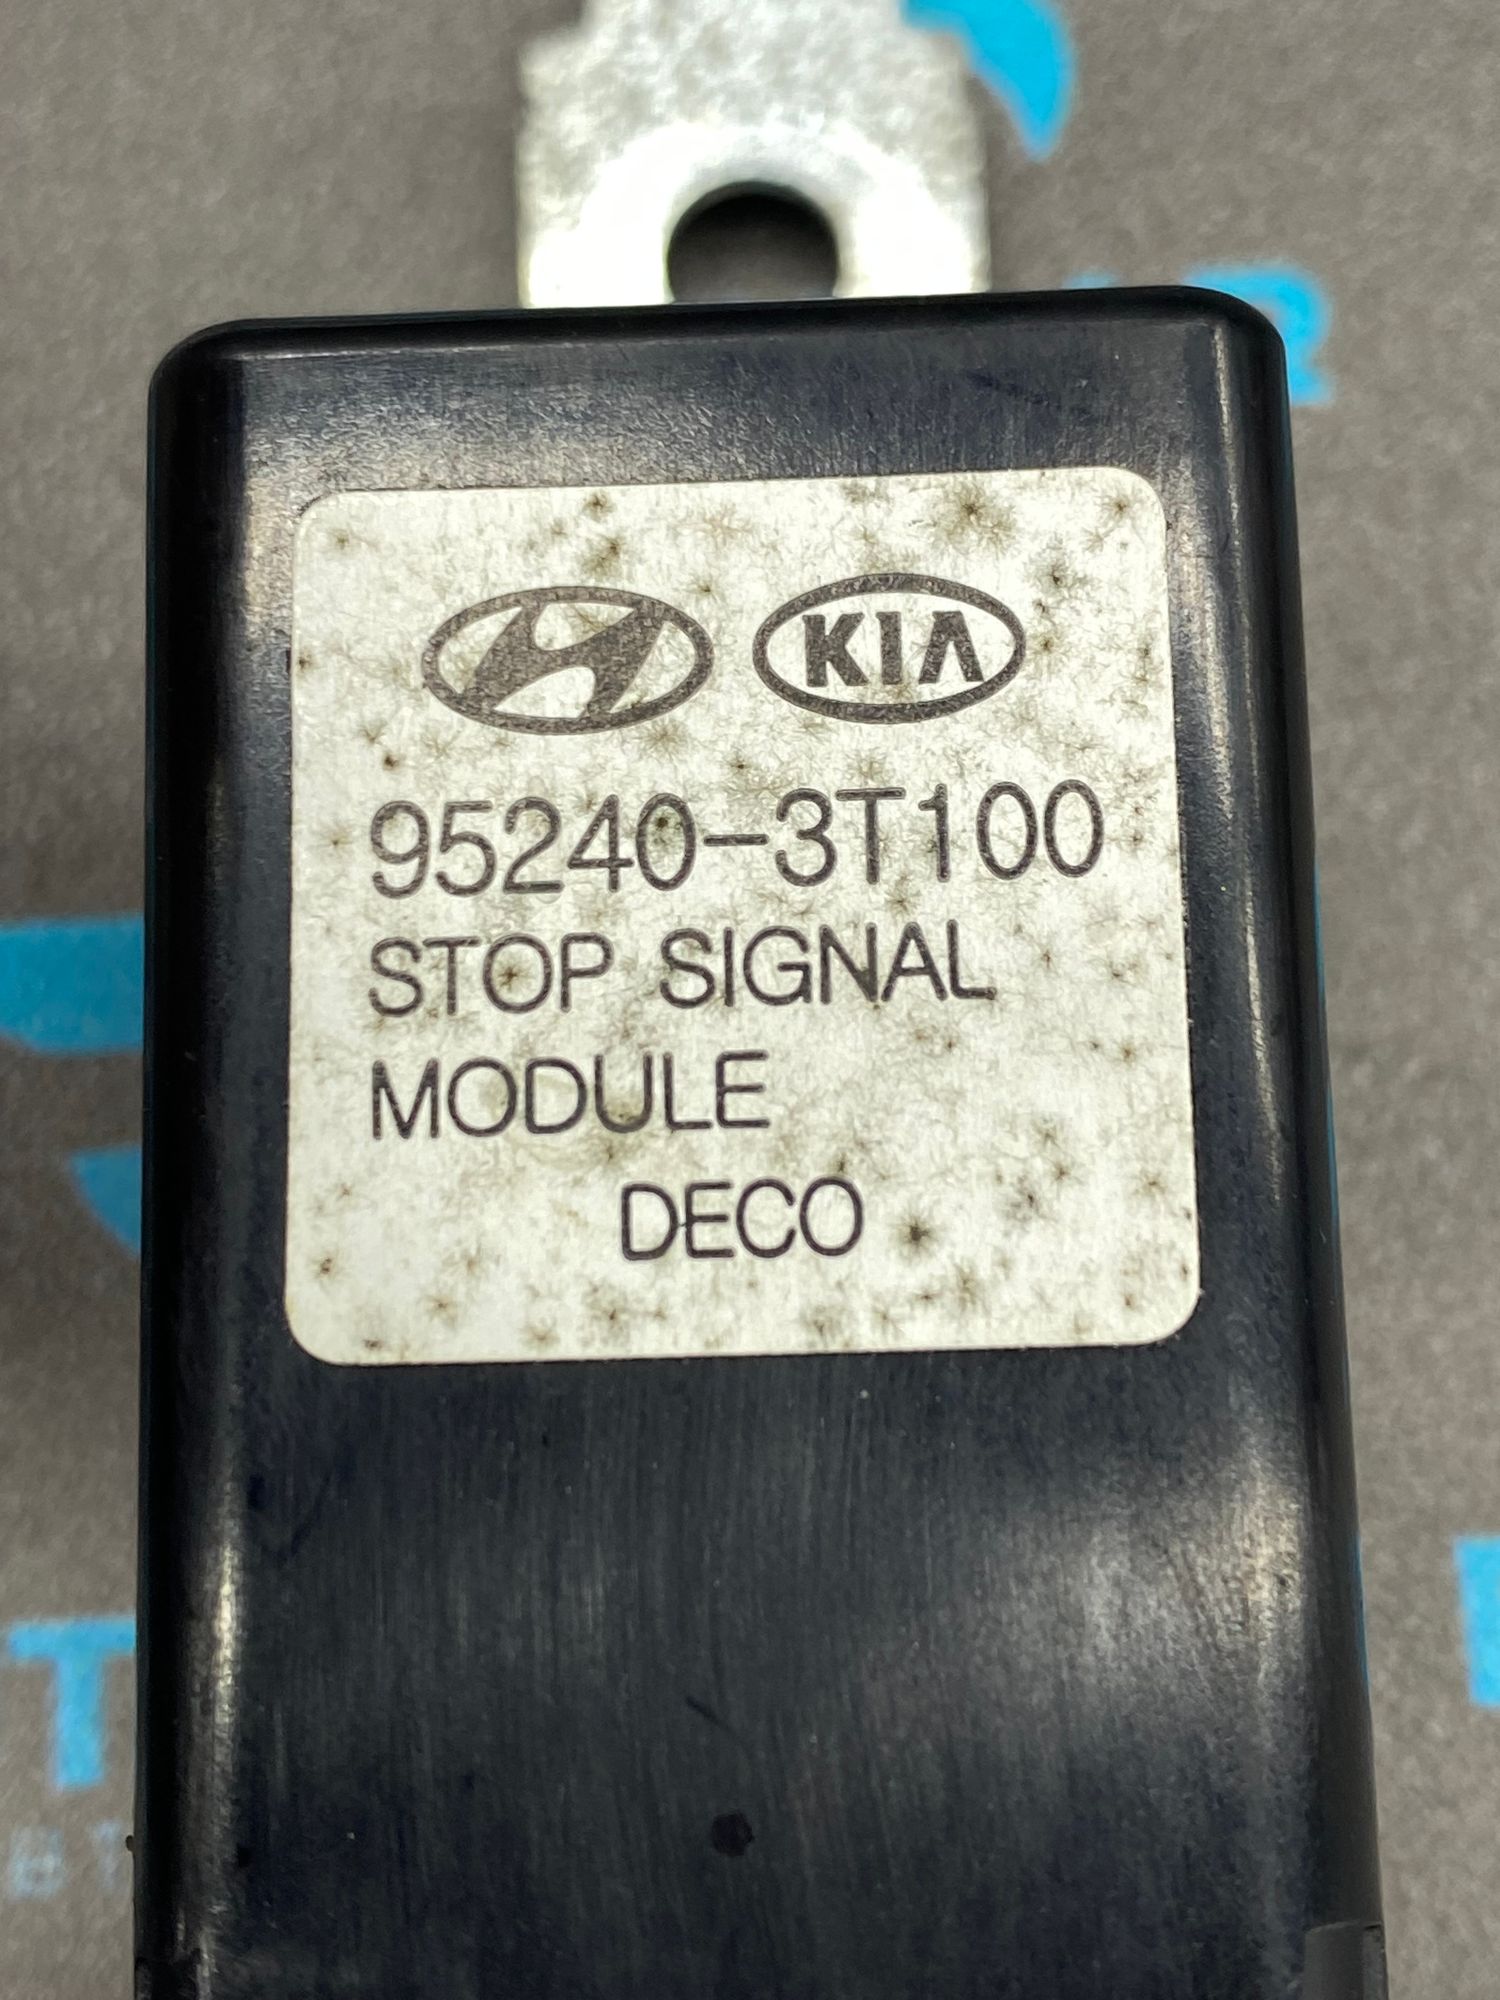 KIA
95240-3T100
STOP SIGNAL
MODULE
DECO